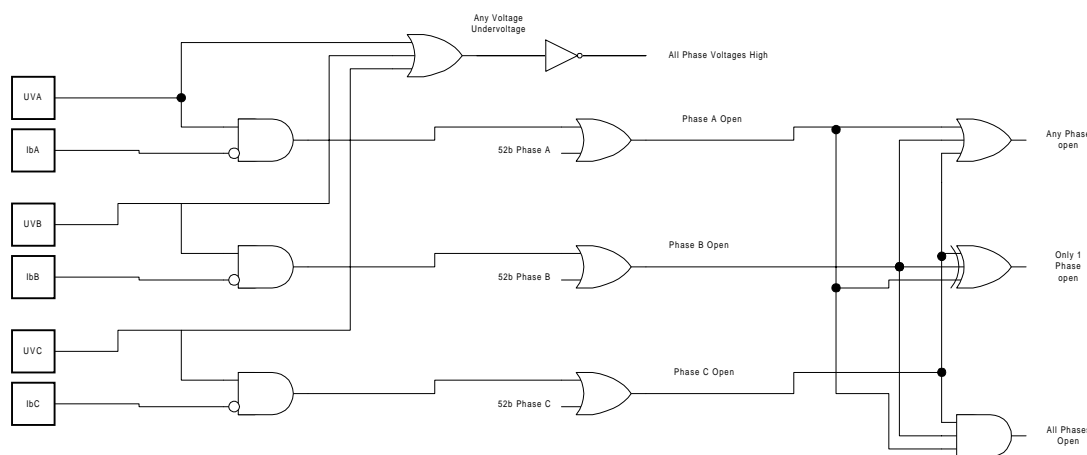 Any Voltage
Undervoltage
All Phase Voltages High
UVA
IbA
52b Phase A
Phase A Open
Any Phase
open
UVB
IbB
52b Phase B
Phase B Open
Only 1
Phase
open
UVC
IbC
52b Phase C
Phase C Open
All Phases
Open